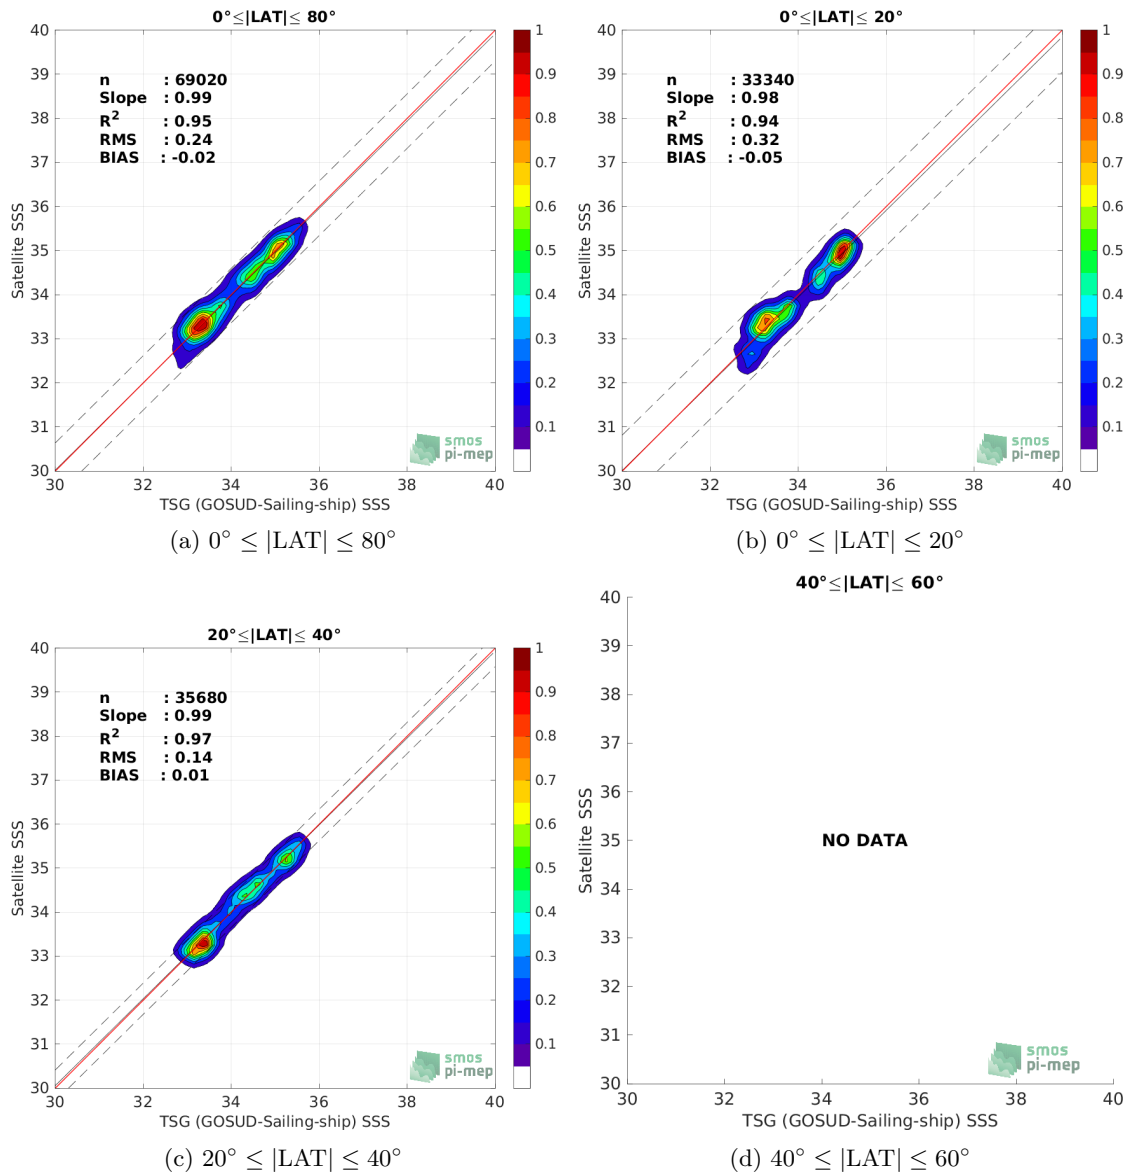 0°≤|LAT|≤ 80°
40
39
38
37
36
35
34
33
32
31
30
n : 69020
Slope : 0.99
R2 : 0.95
RMS : 0.24
BIAS : -0.02
Satellite SSS
smos
pi-mep
30 32 34 36 38 40
TSG (GOSUD-Sailing-ship) SSS
1
0.9
0.8
0.7
0.6
0.5
0.4
0.3
0.2
0.1
(a) 0° ≤ |LAT| ≤ 80°
0°≤|LAT|≤ 20°
40
39
38
37
36
35
34
33
32
31
30
n : 33340
Slope : 0.98
R2 : 0.94
RMS : 0.32
BIAS : -0.05
Satellite SSS
smos
pi-mep
30 32 34 36 38 40
TSG (GOSUD-Sailing-ship) SSS
1
0.9
0.8
0.7
0.6
0.5
0.4
0.3
0.2
0.1
(b) 0° ≤ |LAT| ≤ 20°
20°≤|LAT|≤ 40°
40
39
38
37
36
35
34
33
32
31
30
n : 35680
Slope : 0.99
R2 : 0.97
RMS : 0.14
BIAS : 0.01
Satellite SSS
smos
pi-mep
30 32 34 36 38 40
TSG (GOSUD-Sailing-ship) SSS
1
0.9
0.8
0.7
0.6
0.5
0.4
0.3
0.2
0.1
(c) 20° ≤ |LAT| ≤ 40°
40°≤|LAT|≤ 60°
40
39
38
37
36
35
34
33
32
31
30
NO DATA
Satellite SSS
smos
pi-mep
30 32 34 36 38 40
TSG (GOSUD-Sailing-ship) SSS
(d) 40° ≤ |LAT| ≤ 60°